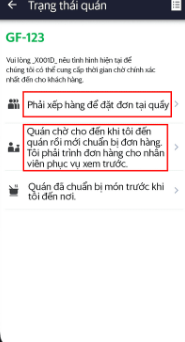 Trạng thái quán
GF-123
Vui lòng _X001D_ nêu tình hình hiện tại để
chúng tôi có thể cung cấp thời gian chờ chính xác
nhất đến cho khách hàng.
Phải xếp hàng để đặt đơn tại quầy
Quán chờ cho đến khi tôi đến
quán rồi mới chuẩn bị đơn hàng.
Tôi phải trình đơn hàng cho nhân
viên phục vụ xem trước.
Quán đã chuẩn bị món trước khi
tôi đến nơi.